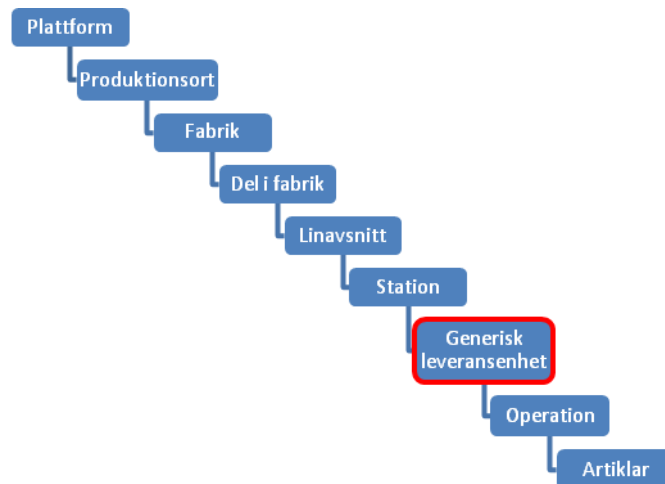 Plattform
Produktionsort
Fabrik
Del i fabrik
Linavsnitt
Station
Generisk
leveransenhet
Operation
Artiklar